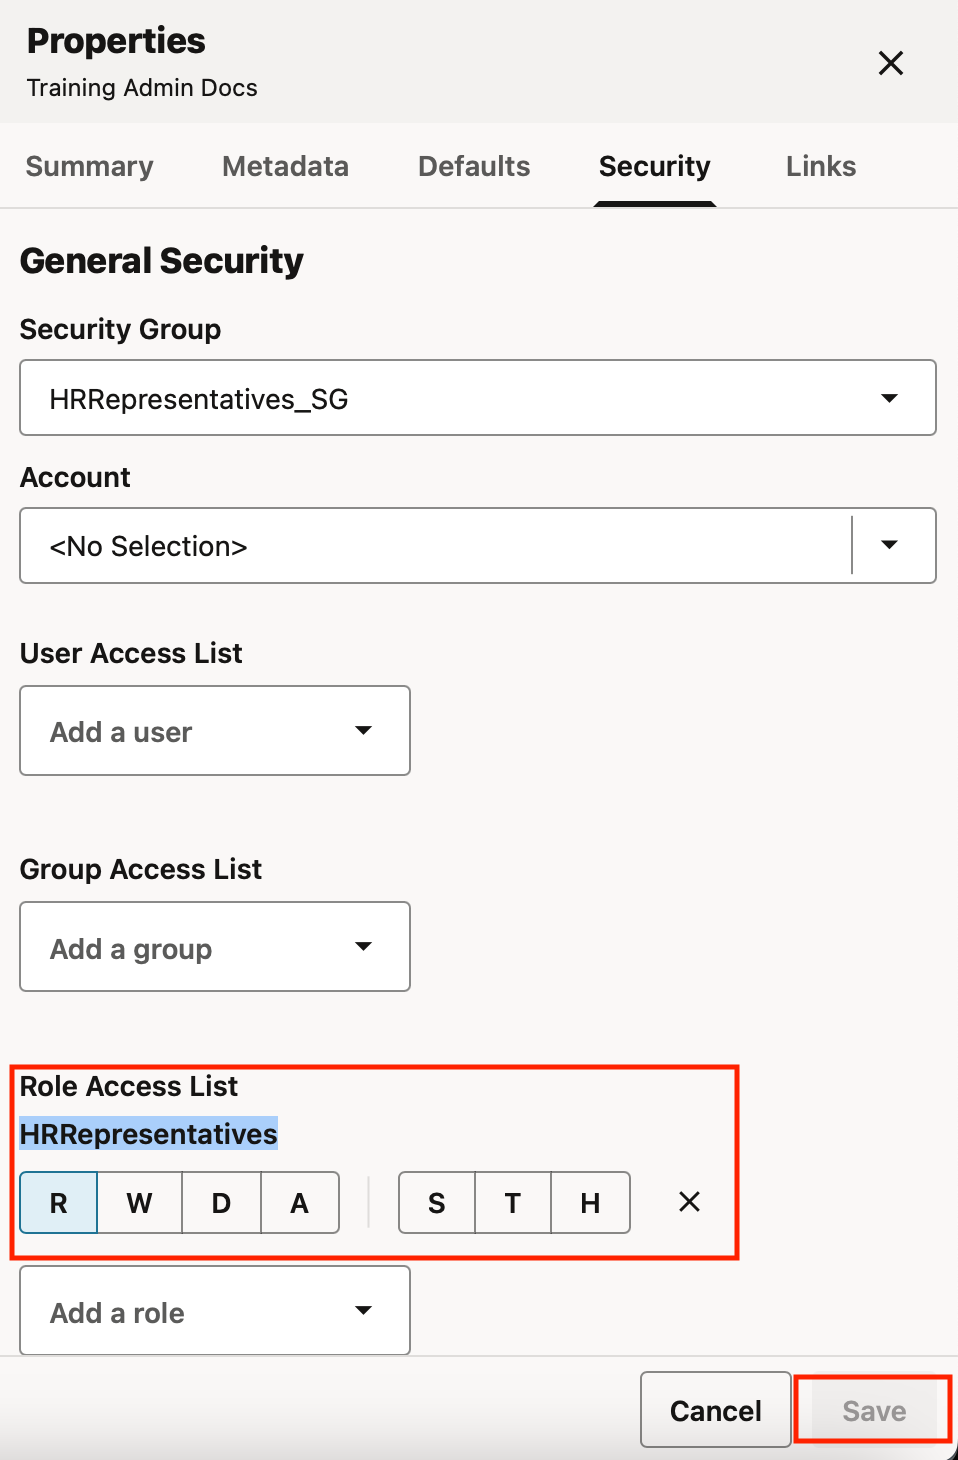 Properties
Training Admin Docs
Summary Metadata Defaults Security Links
General Security
Security Group
HRRepresentatives_SG
Account
<No Selection>
User Access List
Add a user
Group Access List
Add a group
Role Access List
HRRepresentatives
R W D A S T H
Add a role
Cancel Save